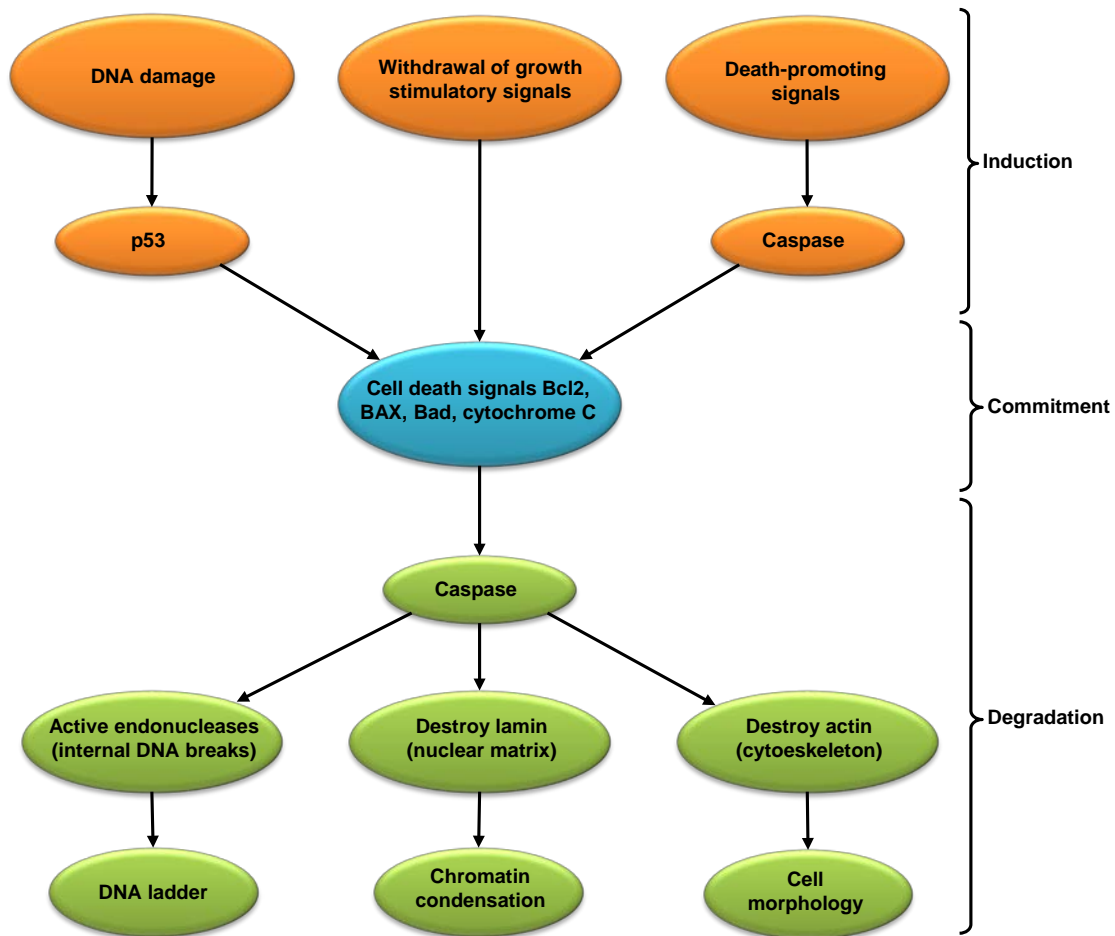 DNA damage
Withdrawal of growth
stimulatory signals
Death-promoting
signals
Induction
p53
Caspase
Cell death signals Bcl2,
BAX, Bad, cytochrome C
Commitment
Caspase
Active endonucleases
(internal DNA breaks)
Destroy lamin
(nuclear matrix)
Destroy actin
(cytoeskeleton)
Degradation
DNA ladder
Chromatin
condensation
Cell
morphology